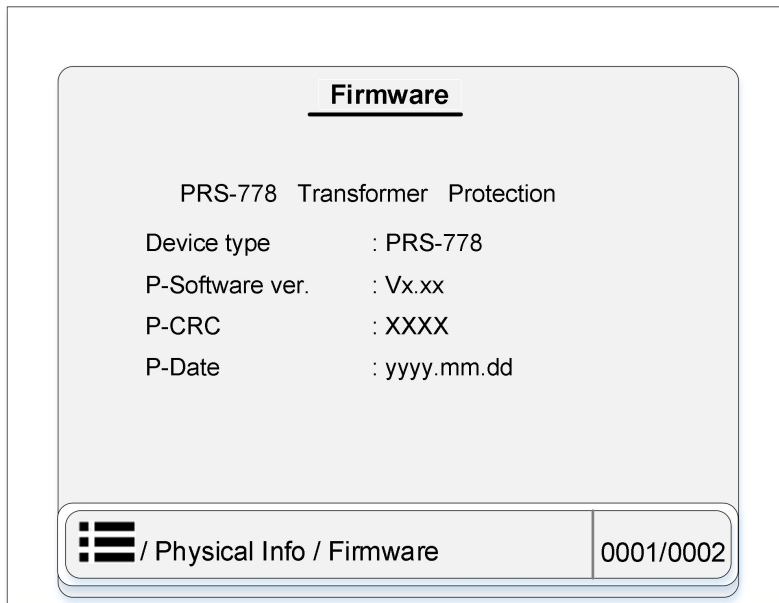 Firmware
PRS-778 Transformer Protection
Device type : PRS-778
P-Software ver. : Vx.xx
P-CRC : XXXX
P-Date : yyyy.mm.dd
/ Physical Info / Firmware 0001/0002